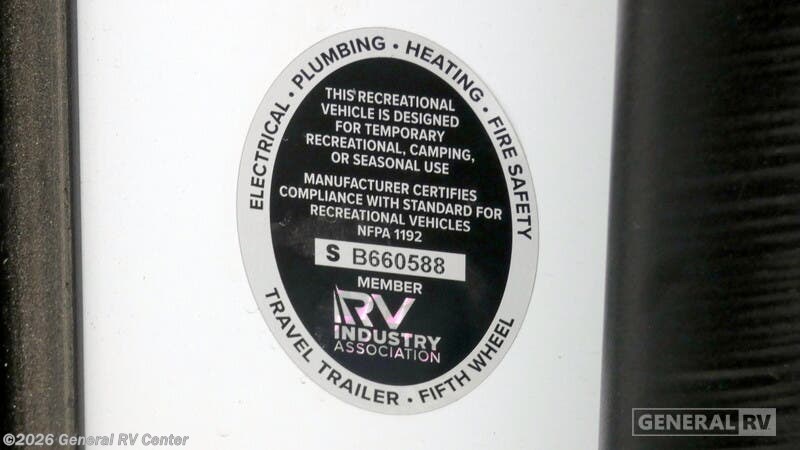 ELECTRICAL • PLUMBING • HEATING • FIRE SAFETY
THIS RECREATIONAL
VEHICLE IS DESIGNED
FOR TEMPORARY
RECREATIONAL, CAMPING,
OR SEASONAL USE
MANUFACTURER CERTIFIES
COMPLIANCE WITH STANDARD FOR
RECREATIONAL VEHICLES
NFPA 1192
S B660588
MEMBER
RV
INDUSTRY
ASSOCIATION
TRAVEL TRAILER • FIFTH WHEEL
GENERAL RV
©2026 General RV Center